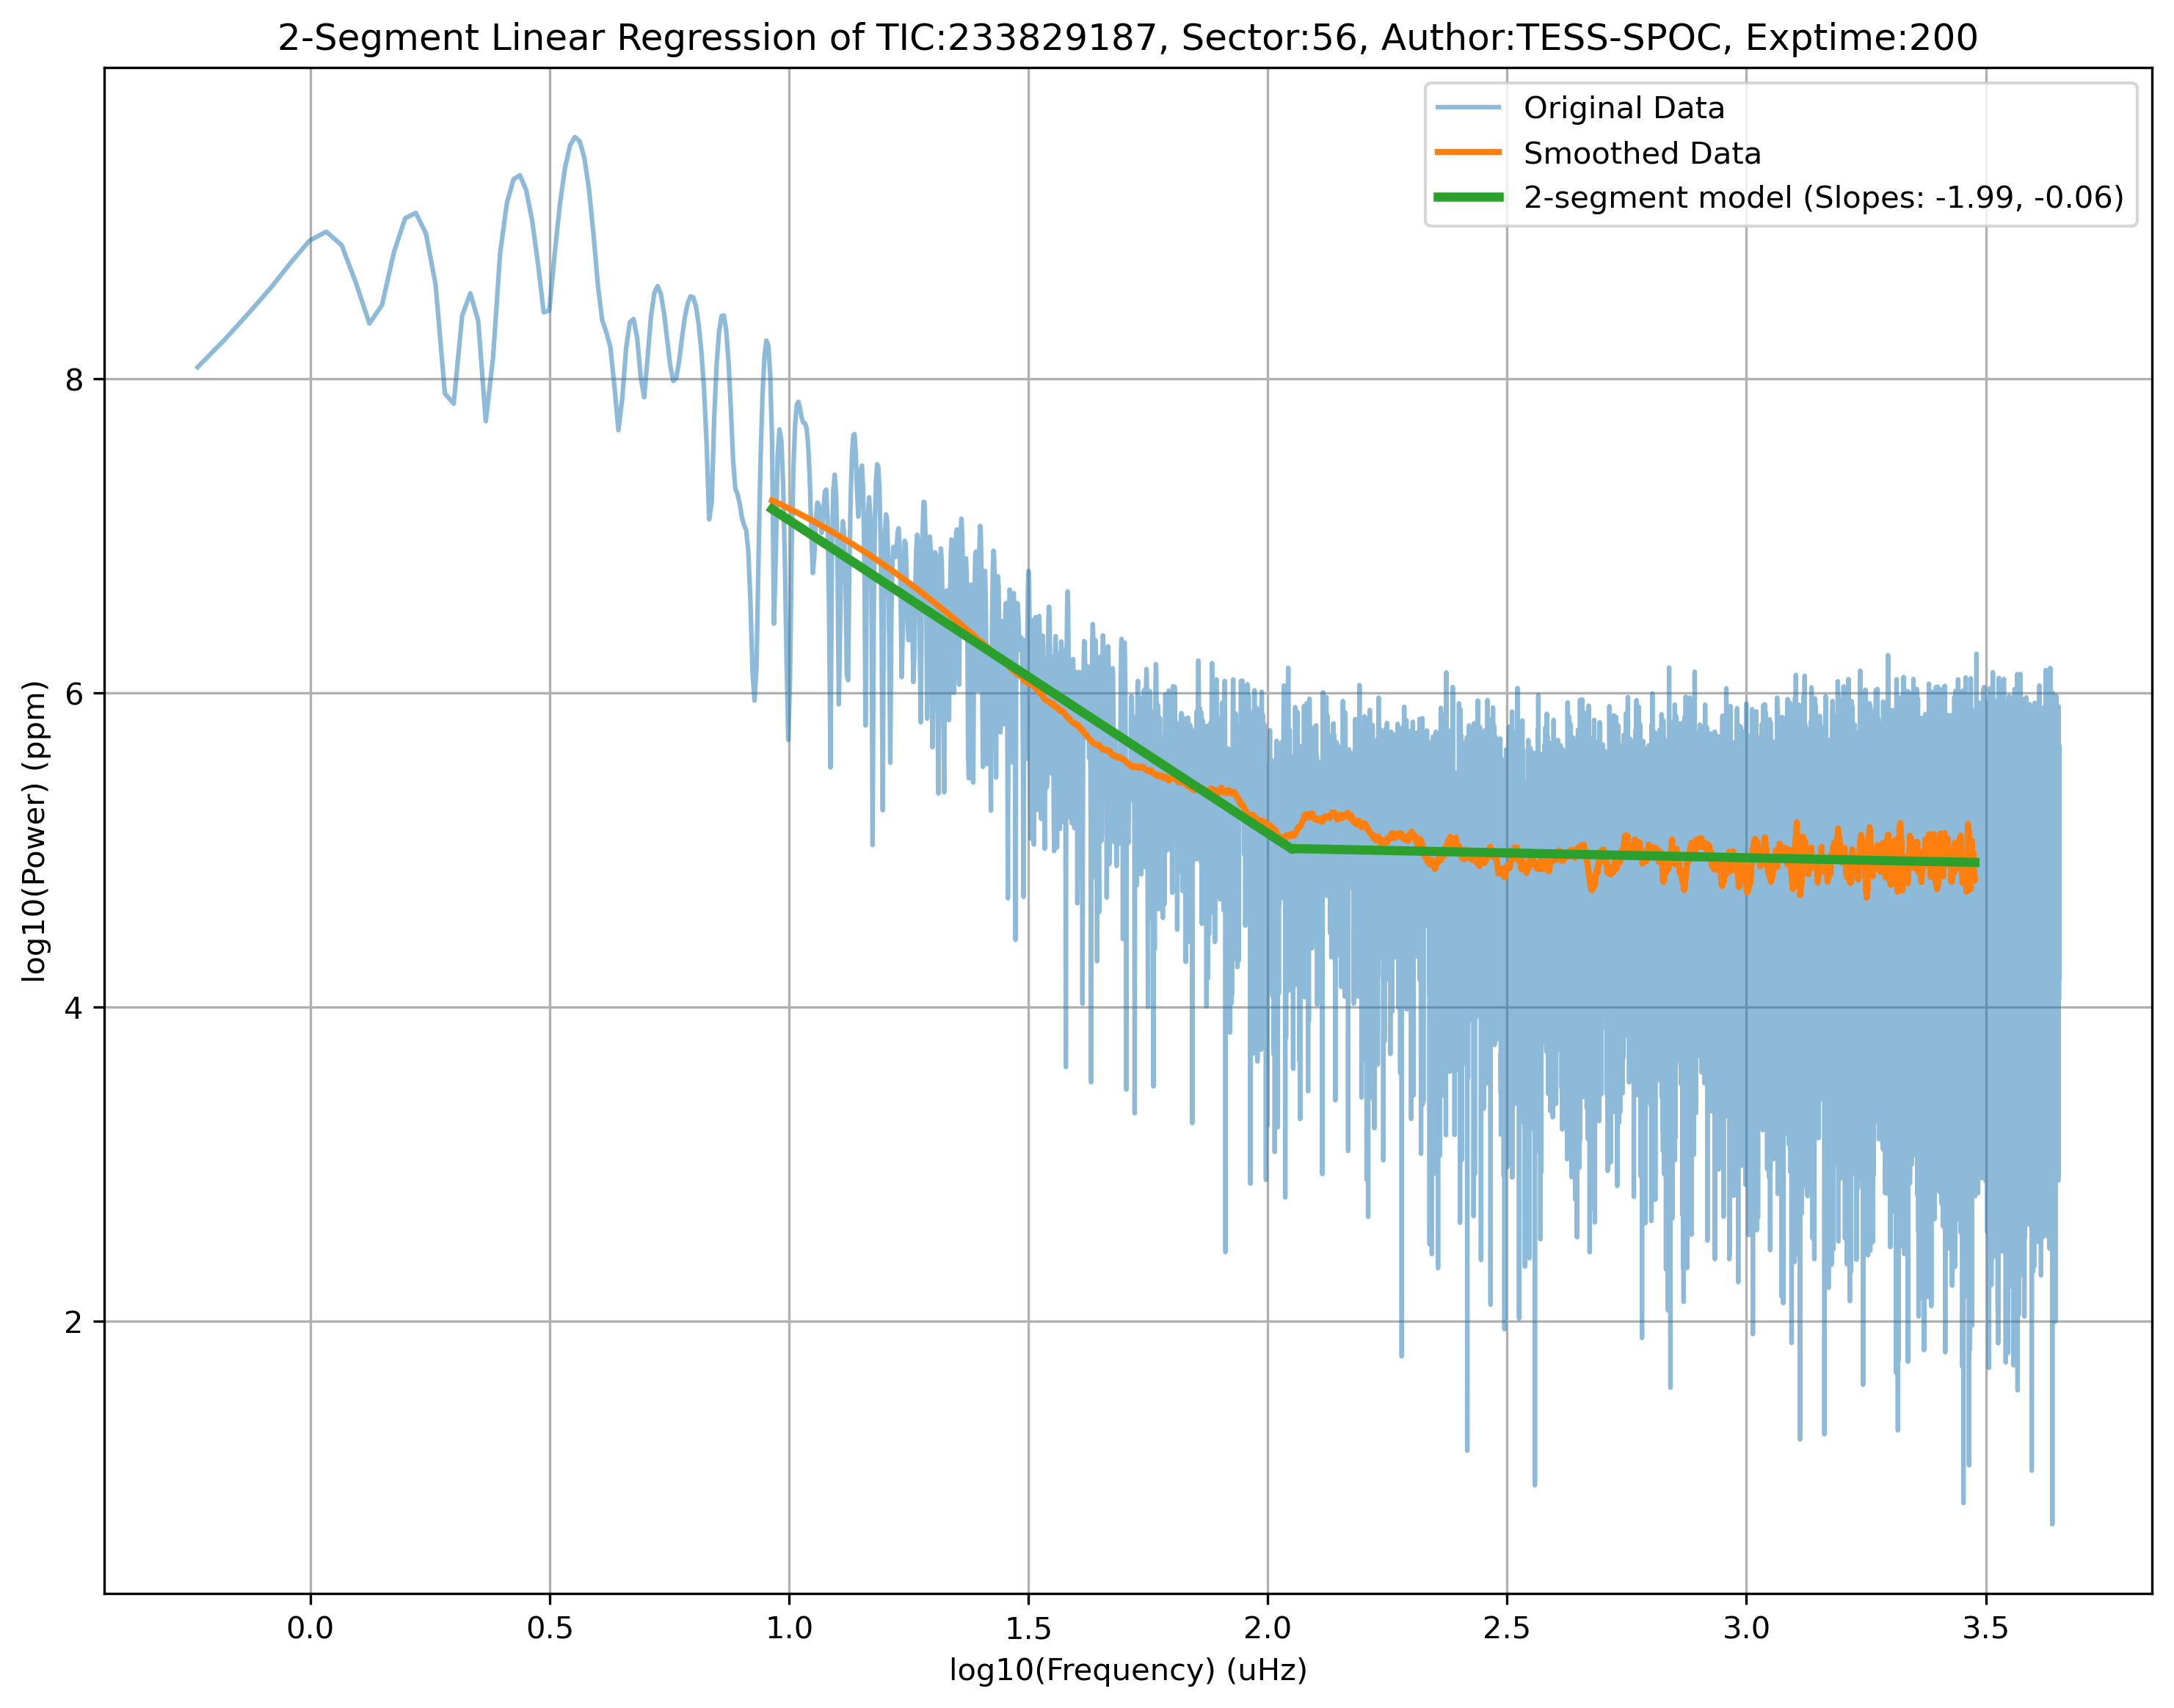 2-Segment Linear Regression of TIC:233829187, Sector:56, Author:TESS-SPOC, Exptime:200
Original Data
Smoothed Data
2-segment model (Slopes: -1.99, -0.06)
log10(Power) (ppm)
8
6
4
2
0.0 0.5 1.0 1.5 2.0 2.5 3.0 3.5
log10(Frequency) (uHz)